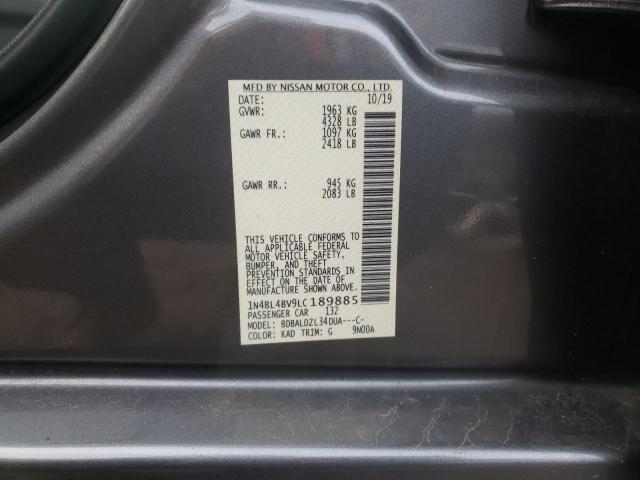 MFD BY NISSAN MOTOR CO., LTD.
DATE: 10/19
GVWR: 1963 KG
4328 LB
GAWR FR.: 1097 KG
2418 LB
GAWR RR.: 945 KG
2083 LB
THIS VEHICLE CONFORMS TO
ALL APPLICABLE FEDERAL
MOTOR VEHICLE SAFETY,
BUMPER, AND THEFT
PREVENTION STANDARDS
IN EFFECT ON THE DATE OF
MANUFACTURE SHOWN ABOVE.
1N4BL4BV9LC189885
PASSENGER CAR 132
MODEL: BDBALDZL34DUA---C-
COLOR: KAD TRIM: G 9N00A